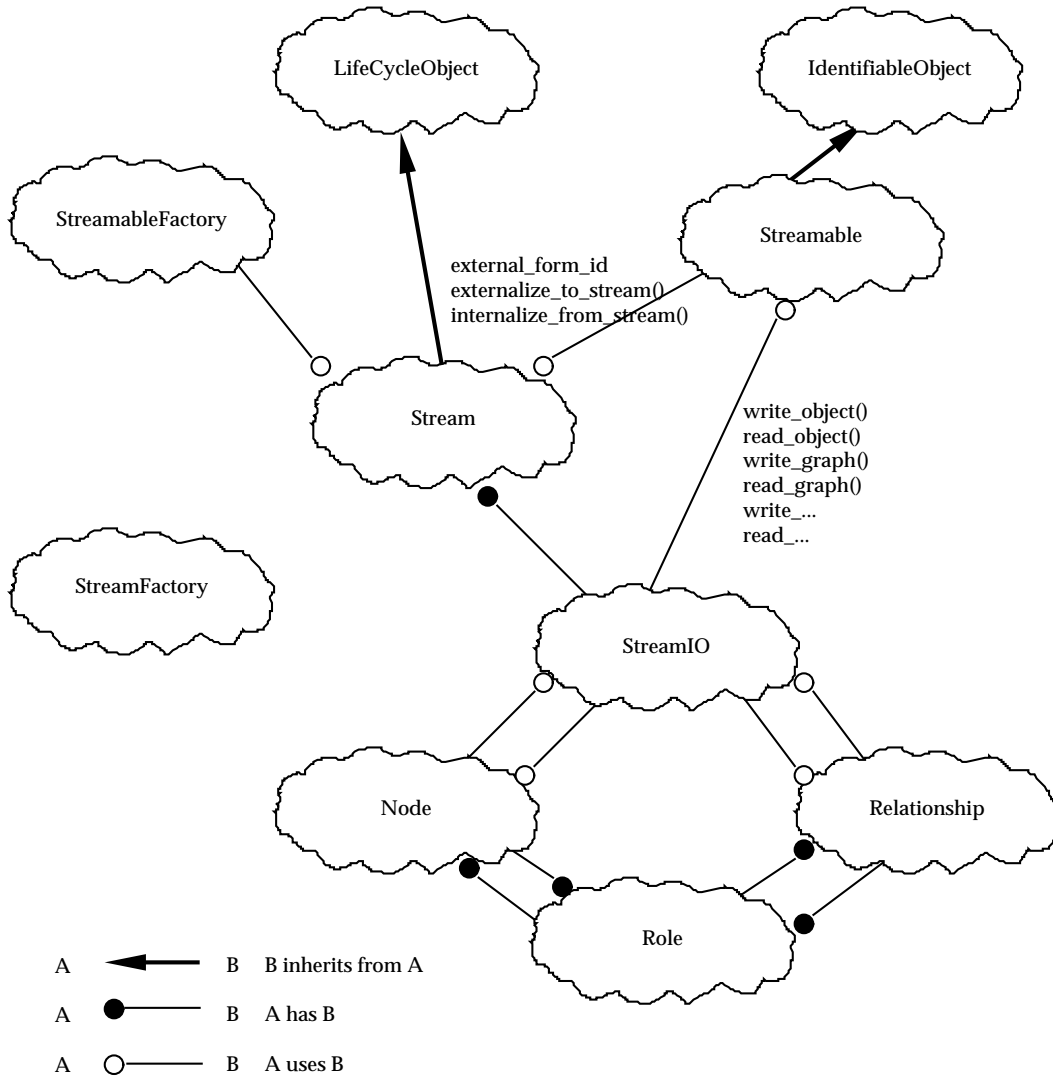 LifeCycleObject
IdentifiableObject
StreamableFactory
Streamable
external_form_id
externalize_to_stream()
internalize_from_stream()
Stream
write_object()
read_object()
write_graph()
read_graph()
write_...
read_...
StreamFactory
StreamIO
Node
Relationship
Role
A B B inherits from A
A B A has B
A B A uses B